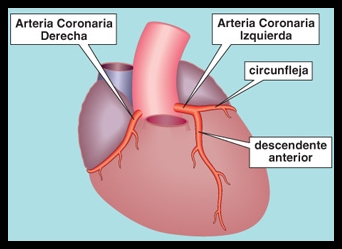 Arteria Coronaria
Derecha
Arteria Coronaria
Izquierda
circunfleja
descendente
anterior